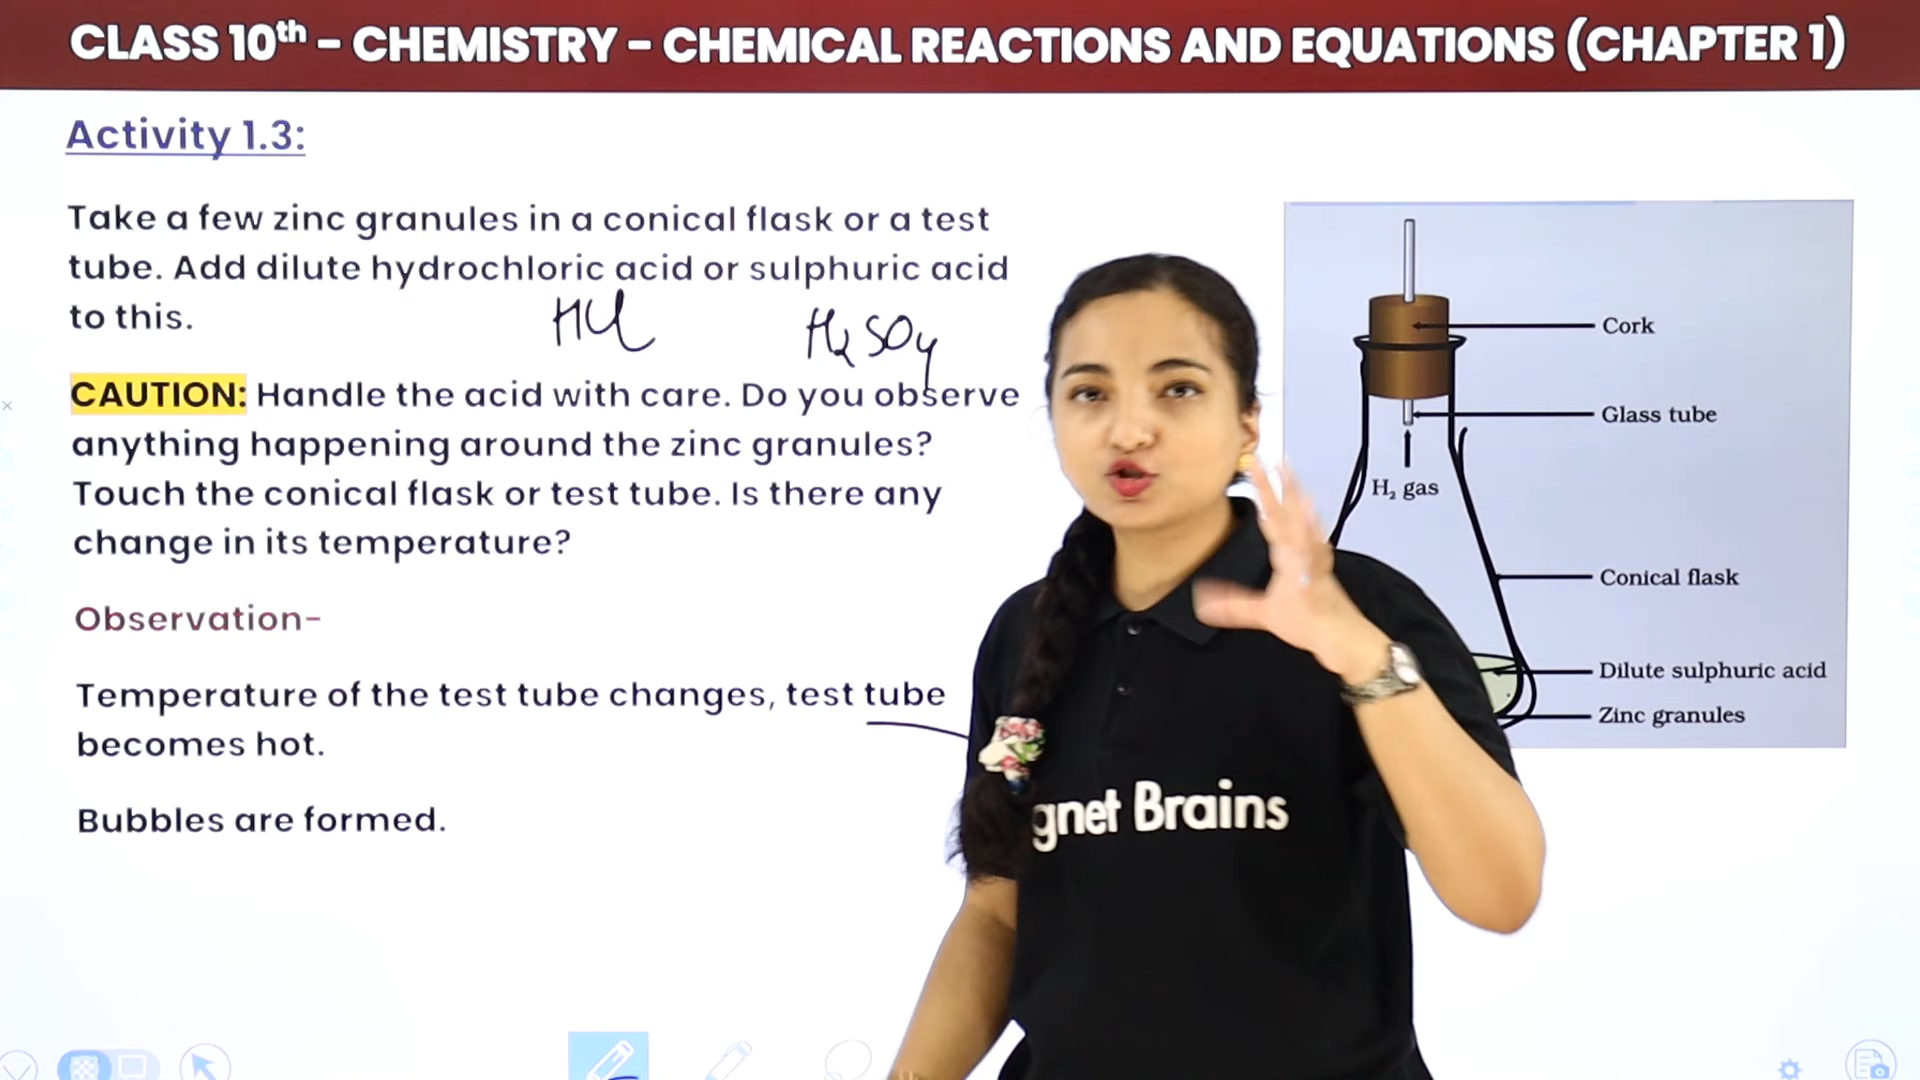 CLASS 10th – CHEMISTRY – CHEMICAL REACTIONS AND EQUATIONS (CHAPTER 1)
Activity 1.3:
Take a few zinc granules in a conical flask or a test
tube. Add dilute hydrochloric acid or sulphuric acid
to this.
HCl
H₂SO₄
CAUTION: Handle the acid with care. Do you observe
anything happening around the zinc granules?
Touch the conical flask or test tube. Is there any
change in its temperature?
Observation-
Temperature of the test tube changes, test tube
becomes hot.
Bubbles are formed.
Cork
Glass tube
H₂ gas
Conical flask
Dilute sulphuric acid
Zinc granules
gnet Brains